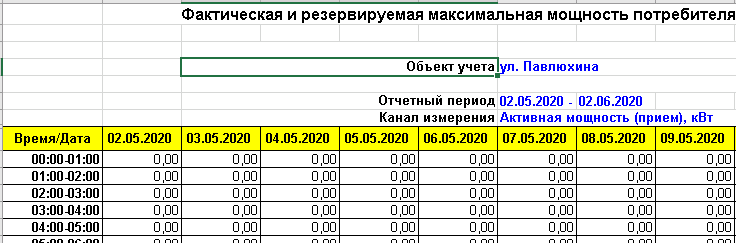 Фактическая и резервируемая максимальная мощность потребителя
Объект учета ул. Павлюхина
Отчетный период 02.05.2020 - 02.06.2020
Канал измерения Активная мощность (прием), кВт
Время/Дата 02.05.2020 03.05.2020 04.05.2020 05.05.2020 06.05.2020 07.05.2020 08.05.2020 09.05.2020
00:00-01:00 0,00 0,00 0,00 0,00 0,00 0,00 0,00 0,00
01:00-02:00 0,00 0,00 0,00 0,00 0,00 0,00 0,00 0,00
02:00-03:00 0,00 0,00 0,00 0,00 0,00 0,00 0,00 0,00
03:00-04:00 0,00 0,00 0,00 0,00 0,00 0,00 0,00 0,00
04:00-05:00 0,00 0,00 0,00 0,00 0,00 0,00 0,00 0,00